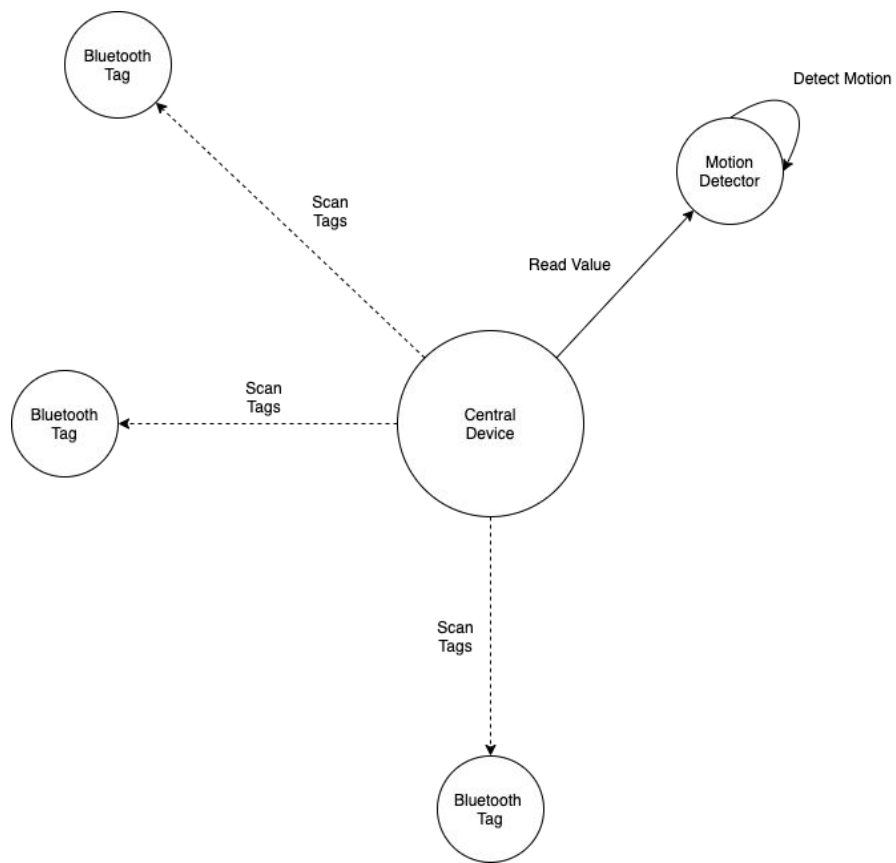 Bluetooth
Tag
Detect Motion
Motion
Detector
Scan
Tags
Read Value
Scan
Tags
Bluetooth
Tag
Central
Device
Scan
Tags
Bluetooth
Tag